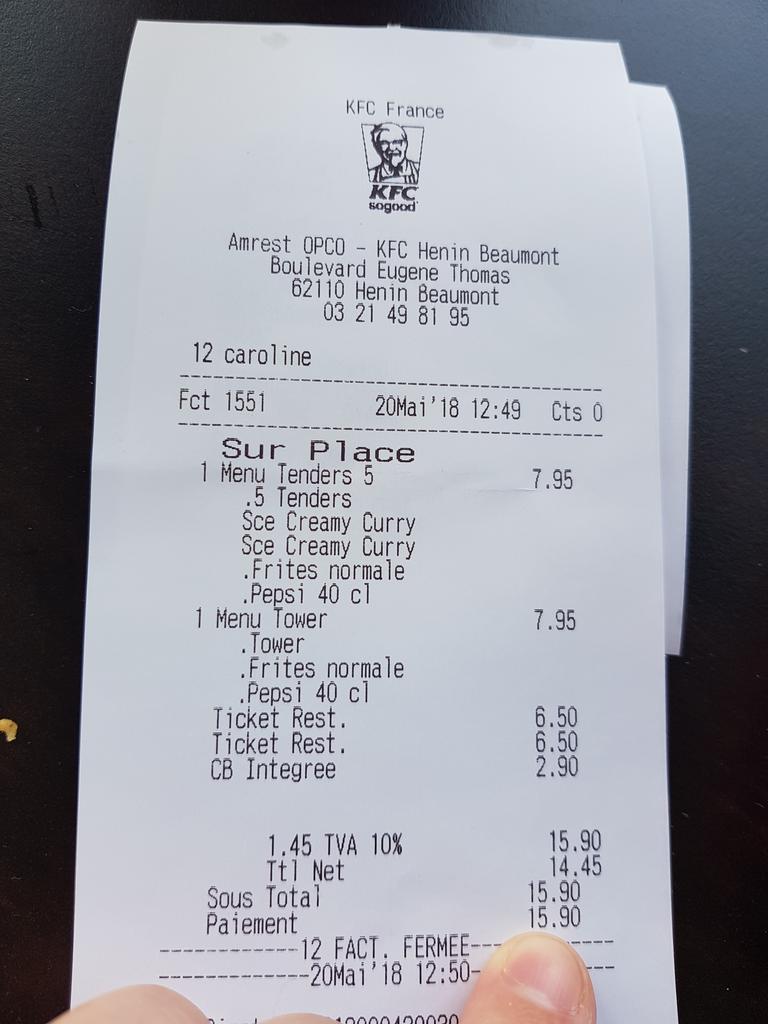 KFC France
KFC
sogood
Amrest OPCO - KFC Henin Beaumont
Boulevard Eugene Thomas
62110 Henin Beaumont
03 21 49 81 95
12 caroline
Fct 1551 20Mai'18 12:49 Cts 0
Sur Place
1 Menu Tenders 5 7.95
.5 Tenders
Sce Creamy Curry
Sce Creamy Curry
.Frites normale
.Pepsi 40 cl
1 Menu Tower 7.95
.Tower
.Frites normale
.Pepsi 40 cl
Ticket Rest. 6.50
Ticket Rest. 6.50
CB Integree 2.90
1.45 TVA 10% 15.90
Ttl Net 14.45
Sous Total 15.90
Paiement 15.90
------------12 FACT. FERMEE---
-------------20Mai'18 12:50-